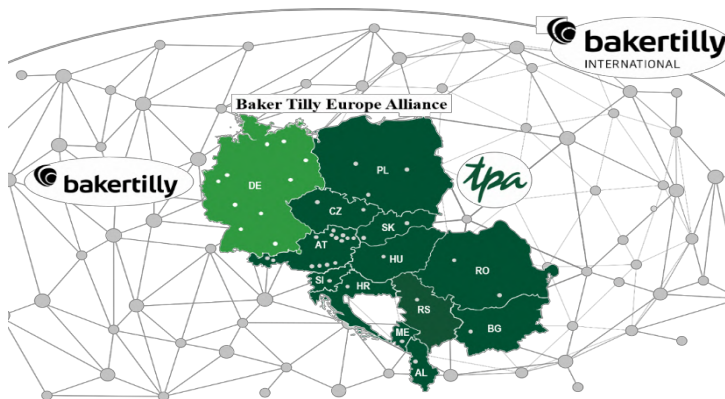 bakertilly
INTERNATIONAL
Baker Tilly Europe Alliance
bakertilly
tpa
DE
PL
CZ
SK
AT
HU
RO
SI
HR
RS
BG
ME
AL